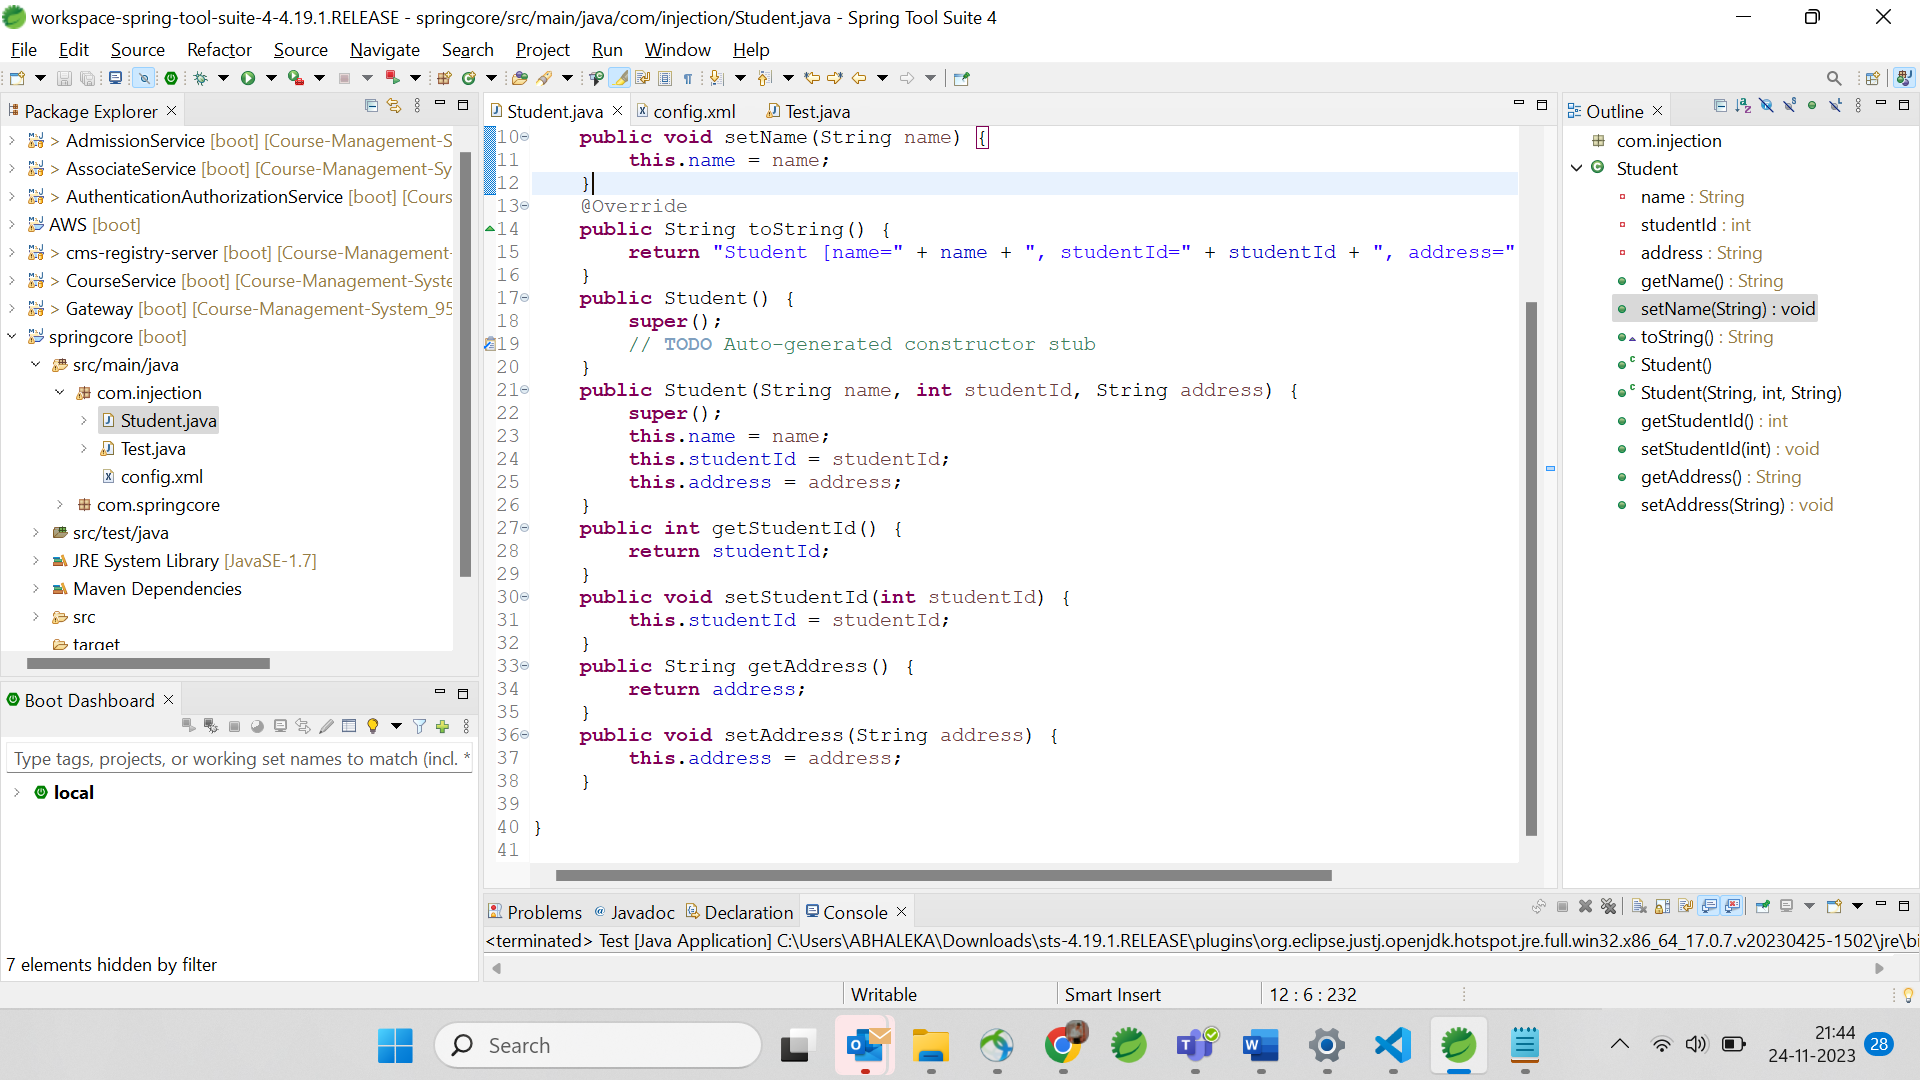 workspace-spring-tool-suite-4-4.19.1.RELEASE - springcore/src/main/java/com/injection/Student.java - Spring Tool Suite 4
File Edit Source Refactor Source Navigate Search Project Run Window Help
Package Explorer
> AdmissionService [boot] [Course-Management-S
> AssociateService [boot] [Course-Management-Sy
> AuthenticationAuthorizationService [boot] [Cours
AWS [boot]
> cms-registry-server [boot] [Course-Management-
> CourseService [boot] [Course-Management-Syste
> Gateway [boot] [Course-Management-System_95
springcore [boot]
src/main/java
com.injection
Student.java
Test.java
config.xml
com.springcore
src/test/java
JRE System Library [JavaSE-1.7]
Maven Dependencies
src
target
Boot Dashboard
Type tags, projects, or working set names to match (incl. *
local
7 elements hidden by filter
Student.java config.xml Test.java
10 public void setName(String name) {
11 this.name = name;
12 }
13 @Override
14 public String toString() {
15 return "Student [name=" + name + ", studentId=" + studentId + ", address="
16 }
17 public Student() {
18 super();
19 // TODO Auto-generated constructor stub
20 }
21 public Student(String name, int studentId, String address) {
22 super();
23 this.name = name;
24 this.studentId = studentId;
25 this.address = address;
26 }
27 public int getStudentId() {
28 return studentId;
29 }
30 public void setStudentId(int studentId) {
31 this.studentId = studentId;
32 }
33 public String getAddress() {
34 return address;
35 }
36 public void setAddress(String address) {
37 this.address = address;
38 }
39
40 }
41
Outline
com.injection
Student
name : String
studentId : int
address : String
getName() : String
setName(String) : void
toString() : String
Student()
Student(String, int, String)
getStudentId() : int
setStudentId(int) : void
getAddress() : String
setAddress(String) : void
Problems Javadoc Declaration Console
<terminated> Test [Java Application] C:\Users\ABHALEKA\Downloads\sts-4.19.1.RELEASE\plugins\org.eclipse.justj.openjdk.hotspot.jre.full.win32.x86_64_17.0.7.v20230425-1502\jre\bi
Writable Smart Insert 12 : 6 : 232
Search
21:44
24-11-2023
28